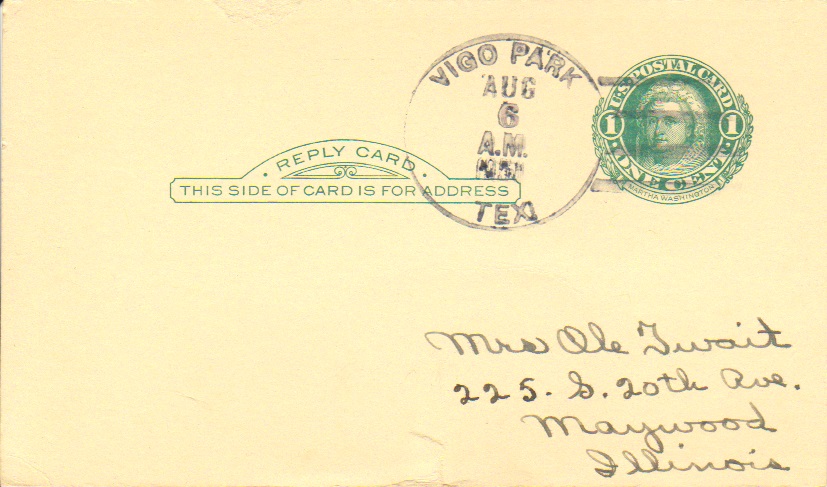 VIGO PARK
AUG
6
A.M.
TEX.
U.S. POSTAL CARD
1 1
ONE CENT
MARTHA WASHINGTON
REPLY CARD
THIS SIDE OF CARD IS FOR ADDRESS
Mrs Ole Twait
225. S. 20th Ave.
Maywood
Illinois